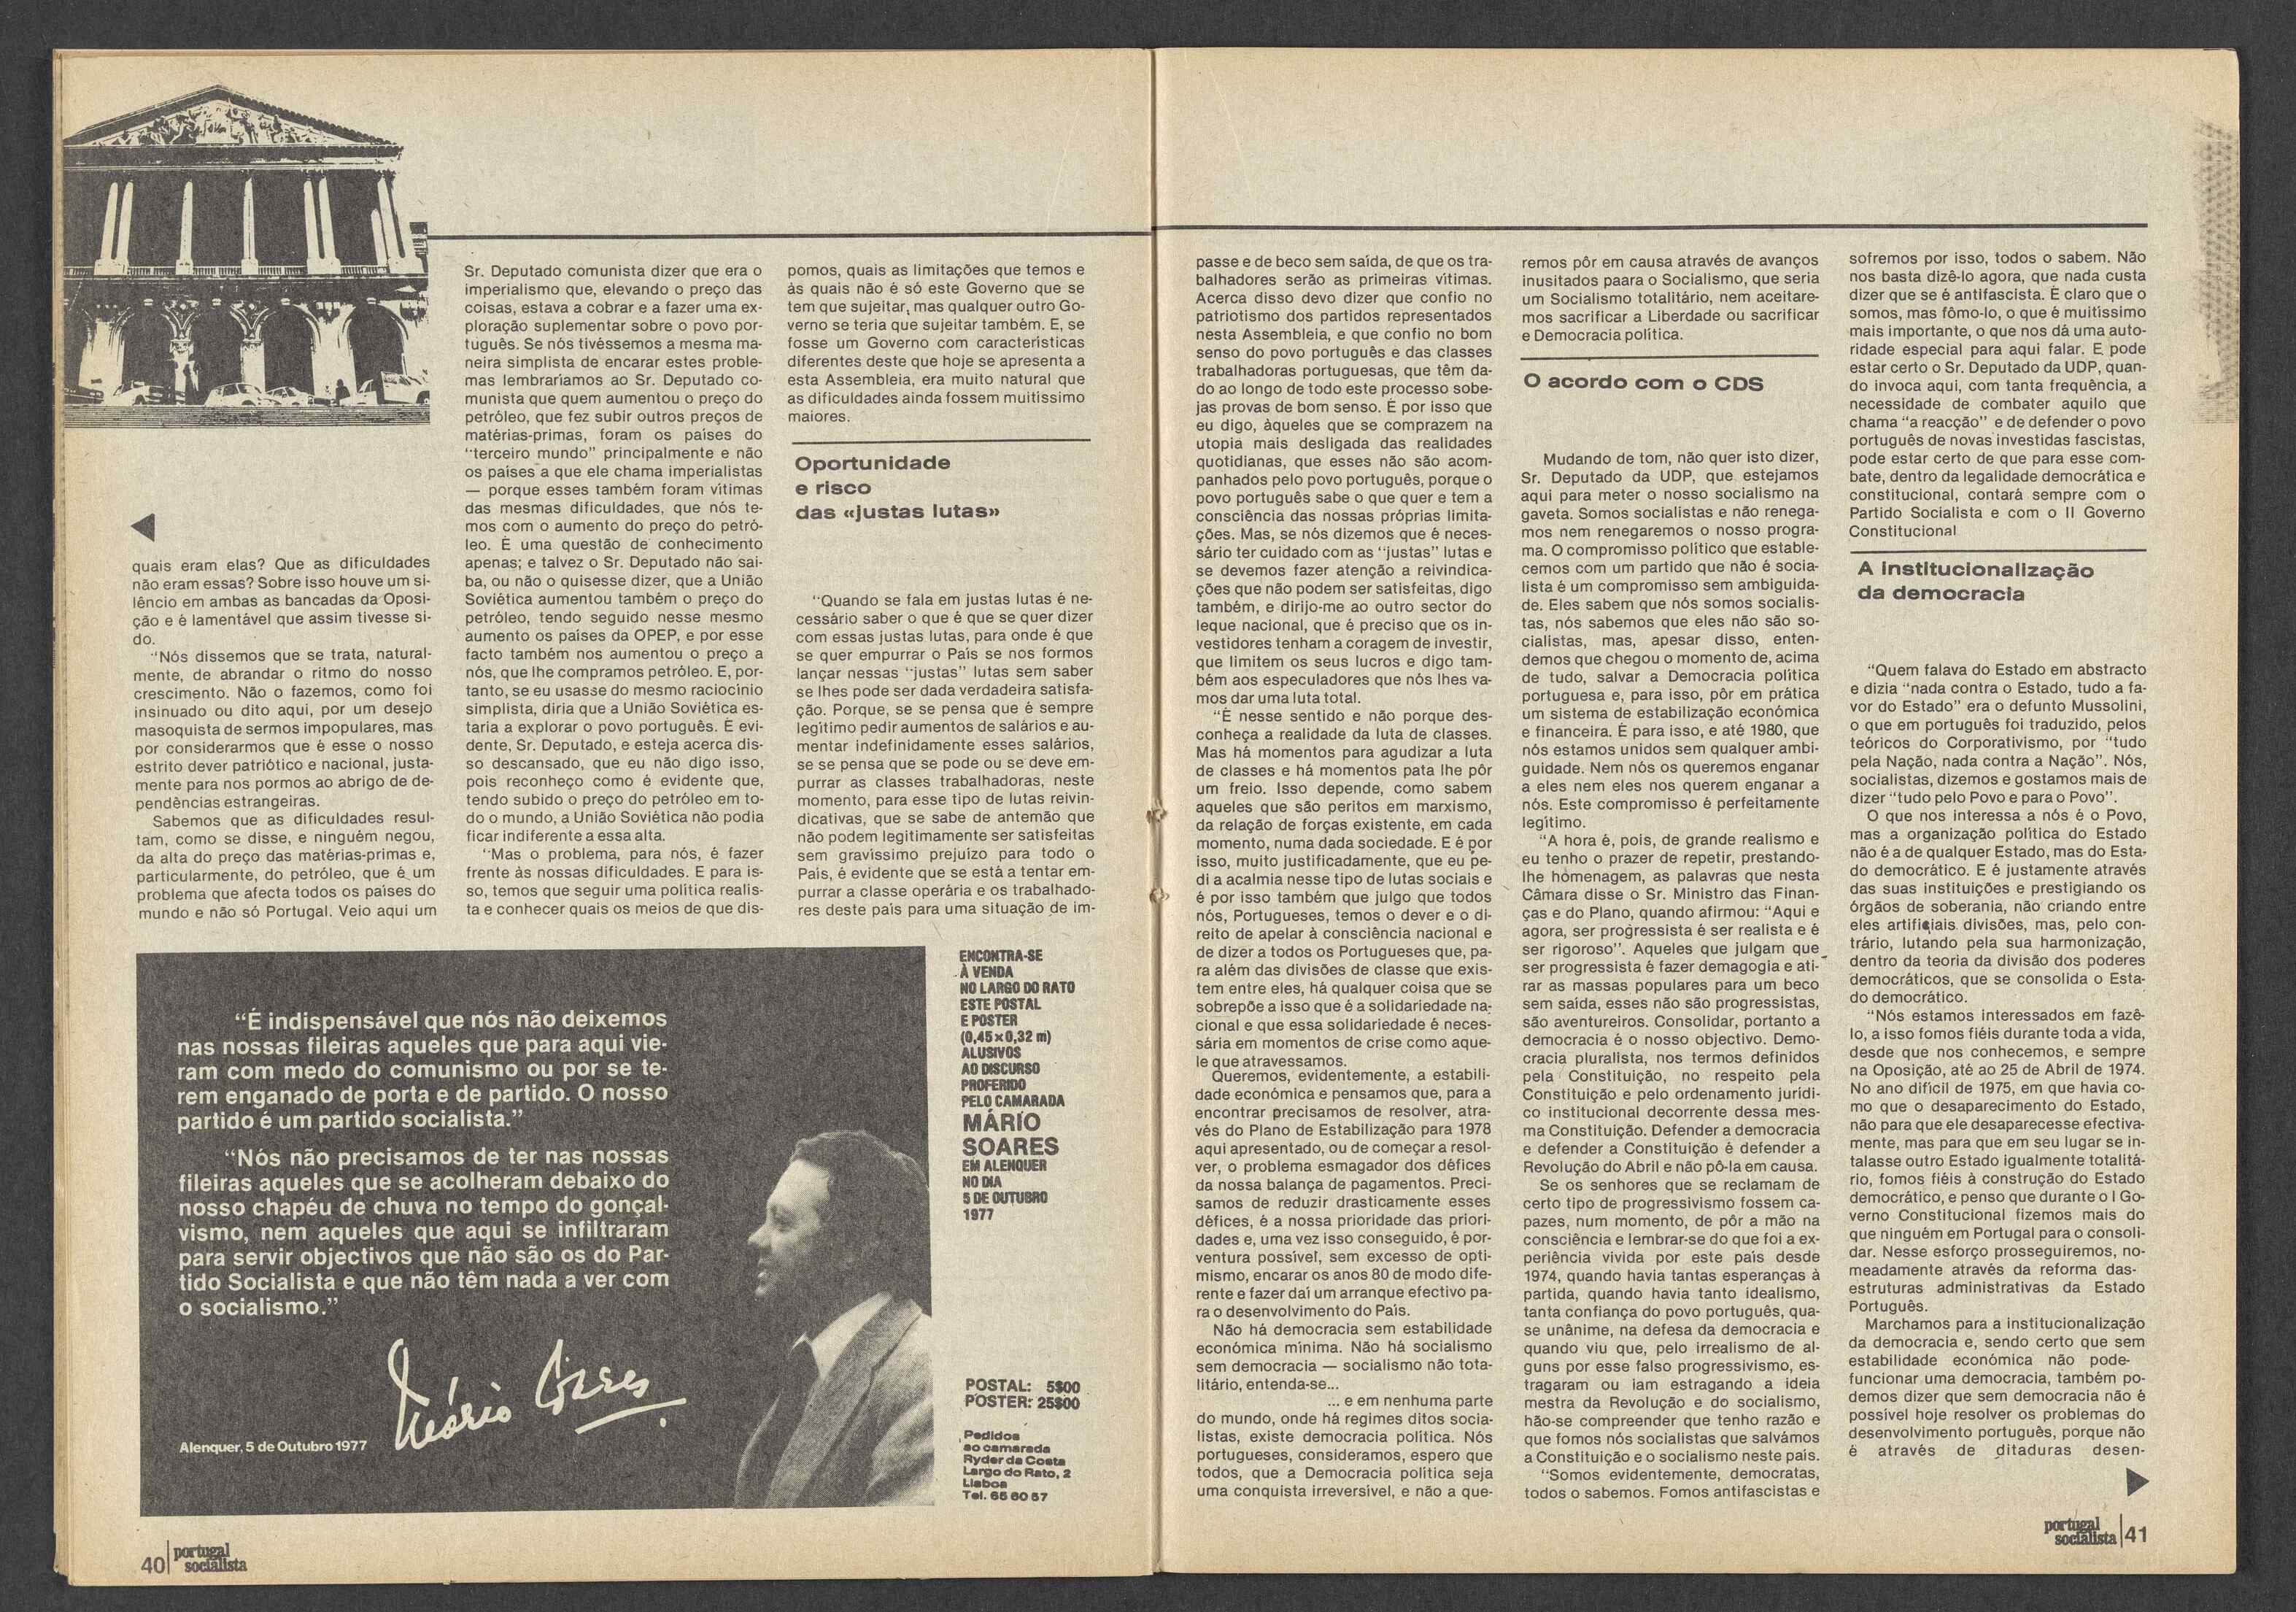 quais eram elas? Que as dificuldades
não eram essas? Sobre isso houve um si-
lêncio em ambas as bancadas da Oposi-
ção e é lamentável que assim tivesse si-
do.
"Nós dissemos que se trata, natural-
mente, de abrandar o ritmo do nosso
crescimento. Não o fazemos, como foi
insinuado ou dito aqui, por um desejo
masoquista de sermos impopulares, mas
por considerarmos que é esse o nosso
estrito dever patriótico e nacional, justa-
mente para nos pormos ao abrigo de de-
pendências estrangeiras.
Sabemos que as dificuldades resul-
tam, como se disse, e ninguém negou,
da alta do preço das matérias-primas e,
particularmente, do petróleo, que é um
problema que afecta todos os países do
mundo e não só Portugal. Veio aqui um
Sr. Deputado comunista dizer que era o
imperialismo que, elevando o preço das
coisas, estava a cobrar e a fazer uma ex-
ploração suplementar sobre o povo por-
tuguês. Se nós tivéssemos a mesma ma-
neira simplista de encarar estes proble-
mas lembraríamos ao Sr. Deputado co-
munista que quem aumentou o preço do
petróleo, que fez subir outros preços de
matérias-primas, foram os países do
"terceiro mundo" principalmente e não
os países a que ele chama imperialistas
— porque esses também foram vítimas
das mesmas dificuldades, que nós te-
mos com o aumento do preço do petró-
leo. É uma questão de conhecimento
apenas; e talvez o Sr. Deputado não sai-
ba, ou não o quisesse dizer, que a União
Soviética aumentou também o preço do
petróleo, tendo seguido nesse mesmo
aumento os países da OPEP, e por esse
facto também nos aumentou o preço a
nós, que lhe compramos petróleo. E, por-
tanto, se eu usasse do mesmo raciocínio
simplista, diria que a União Soviética es-
taria a explorar o povo português. É evi-
dente, Sr. Deputado, e esteja acerca dis-
so descansado, que eu não digo isso,
pois reconheço como é evidente que,
tendo subido o preço do petróleo em to-
do o mundo, a União Soviética não podia
ficar indiferente a essa alta.
"Mas o problema, para nós, é fazer
frente às nossas dificuldades. E para is-
so, temos que seguir uma política realis-
ta e conhecer quais os meios de que dis-
pomos, quais as limitações que temos e
às quais não é só este Governo que se
tem que sujeitar, mas qualquer outro Go-
verno se teria que sujeitar também. E, se
fosse um Governo com características
diferentes deste que hoje se apresenta a
esta Assembleia, era muito natural que
as dificuldades ainda fossem muitíssimo
maiores.
Oportunidade
e risco
das «justas lutas»
"Quando se fala em justas lutas é ne-
cessário saber o que é que se quer dizer
com essas justas lutas, para onde é que
se quer empurrar o País se nos formos
lançar nessas "justas" lutas sem saber
se lhes pode ser dada verdadeira satisfa-
ção. Porque, se se pensa que é sempre
legítimo pedir aumentos de salários e au-
mentar indefinidamente esses salários,
se se pensa que se pode ou se deve em-
purrar as classes trabalhadoras, neste
momento, para esse tipo de lutas reivin-
dicativas, que se sabe de antemão que
não podem legitimamente ser satisfeitas
sem gravíssimo prejuízo para todo o
País, é evidente que se está a tentar em-
purrar a classe operária e os trabalhado-
res deste país para uma situação de im-
"É indispensável que nós não deixemos
nas nossas fileiras aqueles que para aqui vie-
ram com medo do comunismo ou por se te-
rem enganado de porta e de partido. O nosso
partido é um partido socialista."
"Nós não precisamos de ter nas nossas
fileiras aqueles que se acolheram debaixo do
nosso chapéu de chuva no tempo do gonçal-
vismo, nem aqueles que aqui se infiltraram
para servir objectivos que não são os do Par-
tido Socialista e que não têm nada a ver com
o socialismo."
Mário Soares
Alenquer, 5 de Outubro 1977
ENCONTRA-SE
À VENDA
NO LARGO DO RATO
ESTE POSTAL
E POSTER
(0,45×0,32 m)
ALUSIVOS
AO DISCURSO
PROFERIDO
PELO CAMARADA
MÁRIO
SOARES
EM ALENQUER
NO DIA
5 DE OUTUBRO
1977
POSTAL: 5$00
POSTER: 25$00
Pedidos
ao camarada
Ryder da Costa
Largo do Rato, 2
Lisboa
Tel. 65 60 57
40 portugal
socialista
passe e de beco sem saída, de que os tra-
balhadores serão as primeiras vítimas.
Acerca disso devo dizer que confio no
patriotismo dos partidos representados
nesta Assembleia, e que confio no bom
senso do povo português e das classes
trabalhadoras portuguesas, que têm da-
do ao longo de todo este processo sobe-
jas provas de bom senso. É por isso que
eu digo, àqueles que se comprazem na
utopia mais desligada das realidades
quotidianas, que esses não são acom-
panhados pelo povo português, porque o
povo português sabe o que quer e tem a
consciência das nossas próprias limita-
ções. Mas, se nós dizemos que é neces-
sário ter cuidado com as "justas" lutas e
se devemos fazer atenção a reivindica-
ções que não podem ser satisfeitas, digo
também, e dirijo-me ao outro sector do
leque nacional, que é preciso que os in-
vestidores tenham a coragem de investir,
que limitem os seus lucros e digo tam-
bém aos especuladores que nós lhes va-
mos dar uma luta total.
"É nesse sentido e não porque des-
conheça a realidade da luta de classes.
Mas há momentos para agudizar a luta
de classes e há momentos pata lhe pôr
um freio. Isso depende, como sabem
aqueles que são peritos em marxismo,
da relação de forças existente, em cada
momento, numa dada sociedade. E é por
isso, muito justificadamente, que eu pe-
di a acalmia nesse tipo de lutas sociais e
é por isso também que julgo que todos
nós, Portugueses, temos o dever e o di-
reito de apelar à consciência nacional e
de dizer a todos os Portugueses que, pa-
ra além das divisões de classe que exis-
tem entre eles, há qualquer coisa que se
sobrepõe a isso que é a solidariedade na-
cional e que essa solidariedade é neces-
sária em momentos de crise como aque-
le que atravessamos.
Queremos, evidentemente, a estabili-
dade económica e pensamos que, para a
encontrar precisamos de resolver, atra-
vés do Plano de Estabilização para 1978
aqui apresentado, ou de começar a resol-
ver, o problema esmagador dos défices
da nossa balança de pagamentos. Preci-
samos de reduzir drasticamente esses
défices, é a nossa prioridade das priori-
dades e, uma vez isso conseguido, é por-
ventura possível, sem excesso de opti-
mismo, encarar os anos 80 de modo dife-
rente e fazer daí um arranque efectivo pa-
ra o desenvolvimento do País.
Não há democracia sem estabilidade
económica mínima. Não há socialismo
sem democracia — socialismo não tota-
litário, entenda-se...
... e em nenhuma parte
do mundo, onde há regimes ditos socia-
listas, existe democracia política. Nós
portugueses, consideramos, espero que
todos, que a Democracia política seja
uma conquista irreversível, e não a que-
remos pôr em causa através de avanços
inusitados paara o Socialismo, que seria
um Socialismo totalitário, nem aceitare-
mos sacrificar a Liberdade ou sacrificar
e Democracia política.
O acordo com o CDS
Mudando de tom, não quer isto dizer,
Sr. Deputado da UDP, que estejamos
aqui para meter o nosso socialismo na
gaveta. Somos socialistas e não renega-
mos nem renegaremos o nosso progra-
ma. O compromisso político que estable-
cemos com um partido que não é socia-
lista é um compromisso sem ambiguida-
de. Eles sabem que nós somos socialis-
tas, nós sabemos que eles não são so-
cialistas, mas, apesar disso, enten-
demos que chegou o momento de, acima
de tudo, salvar a Democracia política
portuguesa e, para isso, pôr em prática
um sistema de estabilização económica
e financeira. É para isso, e até 1980, que
nós estamos unidos sem qualquer ambi-
guidade. Nem nós os queremos enganar
a eles nem eles nos querem enganar a
nós. Este compromisso é perfeitamente
legítimo.
"A hora é, pois, de grande realismo e
eu tenho o prazer de repetir, prestando-
lhe homenagem, as palavras que nesta
Câmara disse o Sr. Ministro das Finan-
ças e do Plano, quando afirmou: "Aqui e
agora, ser progressista é ser realista e é
ser rigoroso". Aqueles que julgam que
ser progressista é fazer demagogia e ati-
rar as massas populares para um beco
sem saída, esses não são progressistas,
são aventureiros. Consolidar, portanto a
democracia é o nosso objectivo. Demo-
cracia pluralista, nos termos definidos
pela Constituição, no respeito pela
Constituição e pelo ordenamento jurídi-
co institucional decorrente dessa mes-
ma Constituição. Defender a democracia
e defender a Constituição é defender a
Revolução do Abril e não pô-la em causa.
Se os senhores que se reclamam de
certo tipo de progressivismo fossem ca-
pazes, num momento, de pôr a mão na
consciência e lembrar-se do que foi a ex-
periência vivida por este país desde
1974, quando havia tantas esperanças à
partida, quando havia tanto idealismo,
tanta confiança do povo português, qua-
se unânime, na defesa da democracia e
quando viu que, pelo irrealismo de al-
guns por esse falso progressivismo, es-
tragaram ou iam estragando a ideia
mestra da Revolução e do socialismo,
hão-se compreender que tenho razão e
que fomos nós socialistas que salvámos
a Constituição e o socialismo neste país.
"Somos evidentemente, democratas,
todos o sabemos. Fomos antifascistas e
sofremos por isso, todos o sabem. Não
nos basta dizê-lo agora, que nada custa
dizer que se é antifascista. É claro que o
somos, mas fômo-lo, o que é muitíssimo
mais importante, o que nos dá uma auto-
ridade especial para aqui falar. E pode
estar certo o Sr. Deputado da UDP, quan-
do invoca aqui, com tanta frequência, a
necessidade de combater aquilo que
chama "a reacção" e de defender o povo
português de novas investidas fascistas,
pode estar certo de que para esse com-
bate, dentro da legalidade democrática e
constitucional, contará sempre com o
Partido Socialista e com o II Governo
Constitucional
A institucionalização
da democracia
"Quem falava do Estado em abstracto
e dizia "nada contra o Estado, tudo a fa-
vor do Estado" era o defunto Mussolini,
o que em português foi traduzido, pelos
teóricos do Corporativismo, por "tudo
pela Nação, nada contra a Nação". Nós,
socialistas, dizemos e gostamos mais de
dizer "tudo pelo Povo e para o Povo".
O que nos interessa a nós é o Povo,
mas a organização política do Estado
não é a de qualquer Estado, mas do Esta-
do democrático. E é justamente através
das suas instituições e prestigiando os
órgãos de soberania, não criando entre
eles artificiais divisões, mas, pelo con-
trário, lutando pela sua harmonização,
dentro da teoria da divisão dos poderes
democráticos, que se consolida o Esta-
do democrático.
"Nós estamos interessados em fazê-
lo, a isso fomos fiéis durante toda a vida,
desde que nos conhecemos, e sempre
na Oposição, até ao 25 de Abril de 1974.
No ano difícil de 1975, em que havia co-
mo que o desaparecimento do Estado,
não para que ele desaparecesse efectiva-
mente, mas para que em seu lugar se in-
talasse outro Estado igualmente totalitá-
rio, fomos fiéis à construção do Estado
democrático, e penso que durante o I Go-
verno Constitucional fizemos mais do
que ninguém em Portugal para o consoli-
dar. Nesse esforço prosseguiremos, no-
meadamente através da reforma das
estruturas administrativas da Estado
Português.
Marchamos para a institucionalização
da democracia e, sendo certo que sem
estabilidade económica não pode-
funcionar uma democracia, também po-
demos dizer que sem democracia não é
possível hoje resolver os problemas do
desenvolvimento português, porque não
é através de ditaduras desen-
portugal
socialista 41